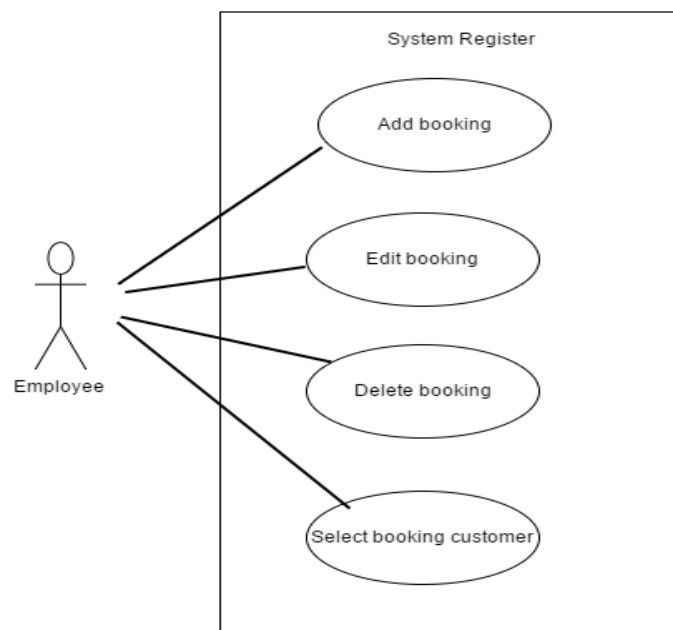 System Register
Add booking
Edit booking
Employee
Delete booking
Select booking customer